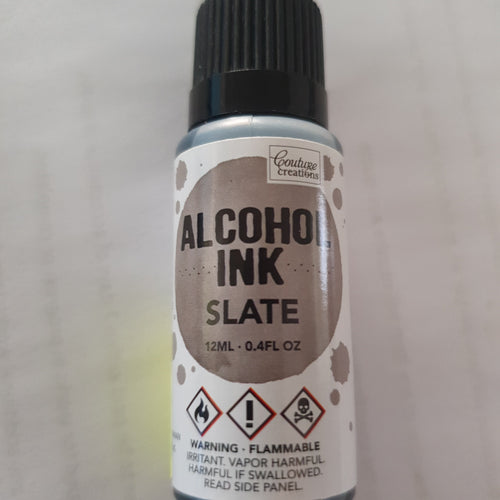 Couture
creations
ALCOHOL
INK
SLATE
12ML · 0.4FL OZ
WARNING · FLAMMABLE
IRRITANT. VAPOR HARMFUL.
HARMFUL IF SWALLOWED.
READ SIDE PANEL.